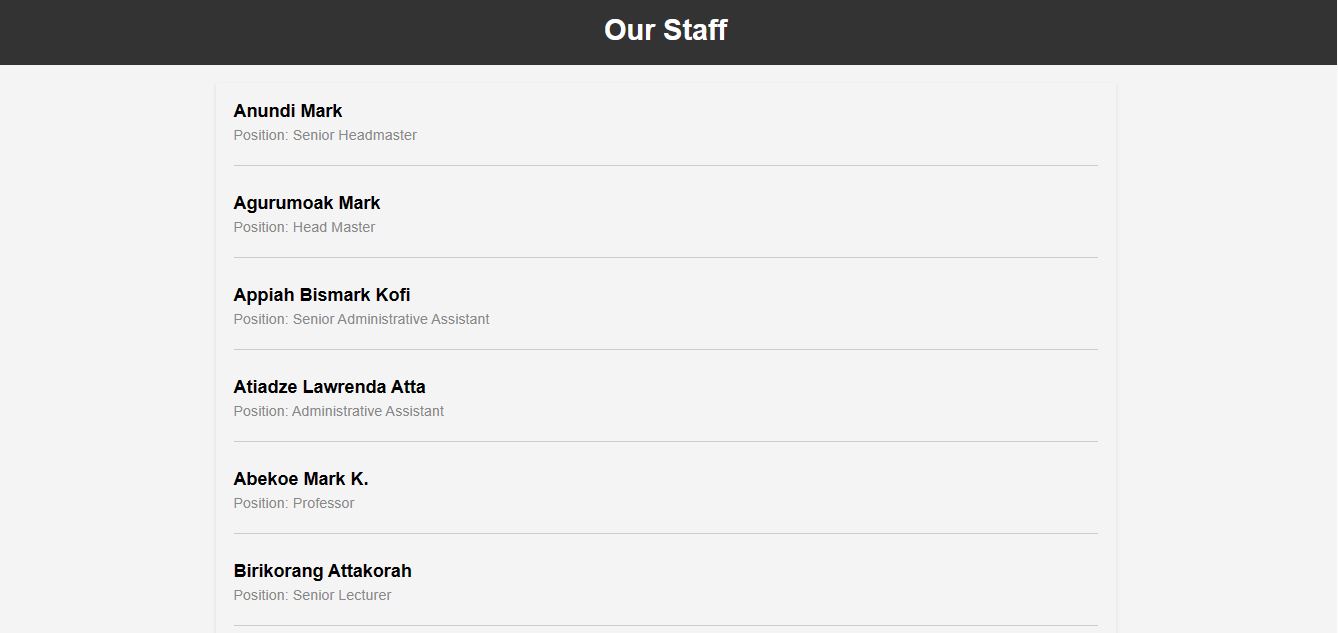 Our Staff
Anundi Mark
Position: Senior Headmaster
Agurumoak Mark
Position: Head Master
Appiah Bismark Kofi
Position: Senior Administrative Assistant
Atiadze Lawrenda Atta
Position: Administrative Assistant
Abekoe Mark K.
Position: Professor
Birikorang Attakorah
Position: Senior Lecturer